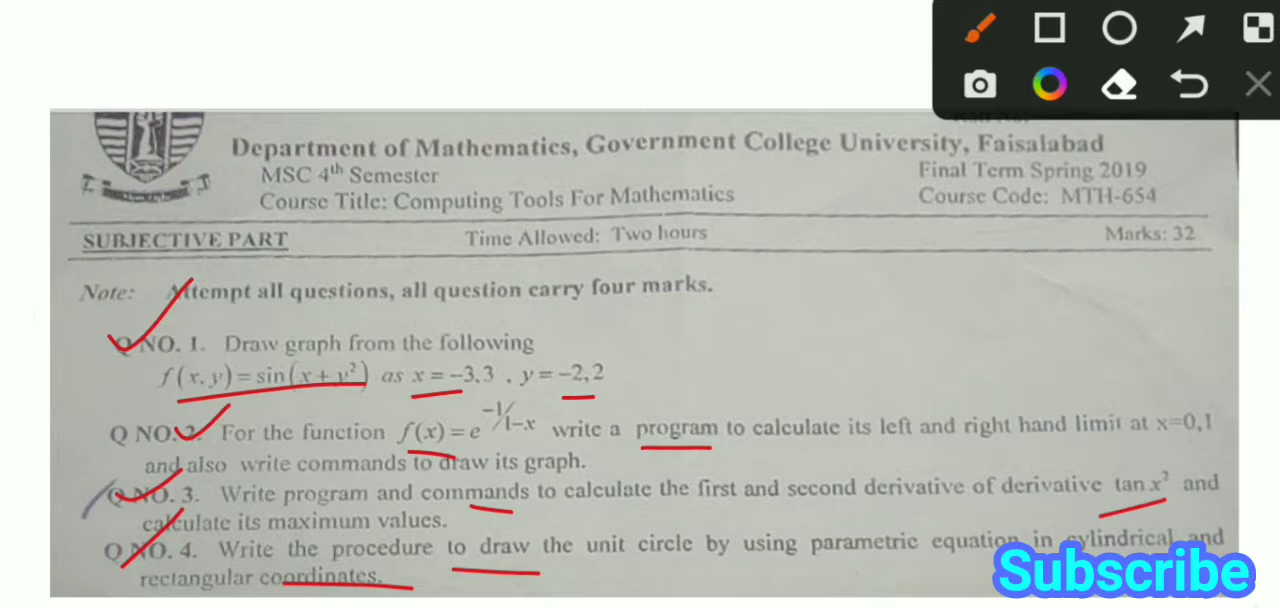 Department of Mathematics, Government College University, Faisalabad
MSC 4th Semester Final Term Spring 2019
Course Title: Computing Tools For Mathematics Course Code: MTH-654
SUBJECTIVE PART Time Allowed: Two hours Marks: 32
Note: Attempt all questions, all question carry four marks.
Q NO. 1. Draw graph from the following
f(x,y)=sin(x+y²) as x=-3,3 , y=-2,2
Q NO. 2. For the function f(x)=e^(-1/1-x) write a program to calculate its left and right hand limit at x=0,1
and also write commands to draw its graph.
Q NO. 3. Write program and commands to calculate the first and second derivative of derivative tan x² and
calculate its maximum values.
Q NO. 4. Write the procedure to draw the unit circle by using parametric equation in cylindrical and
rectangular coordinates.
Subscribe